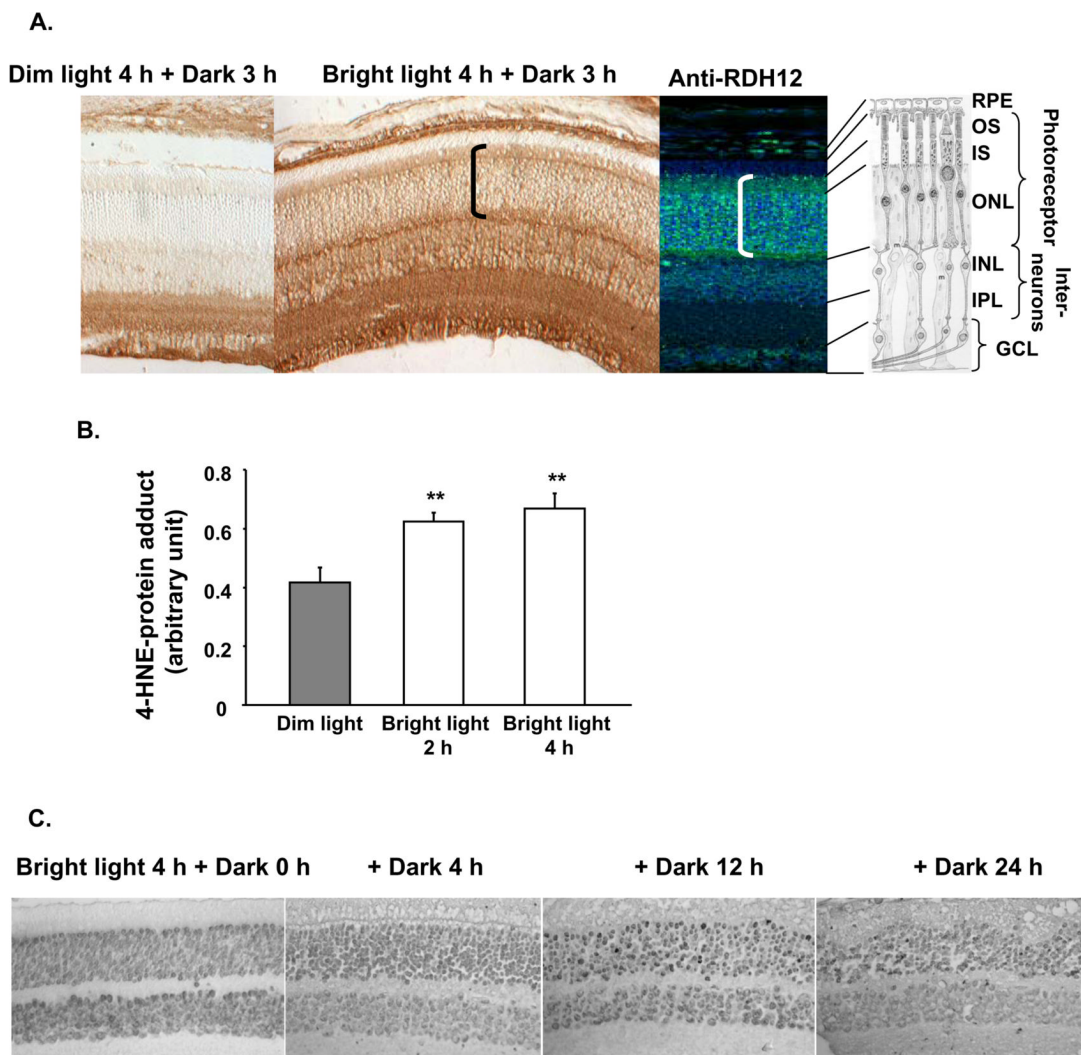 A.
Dim light 4 h + Dark 3 h
Bright light 4 h + Dark 3 h
Anti-RDH12
RPE
OS
IS
ONL
INL
IPL
GCL
Photoreceptor
Inter-
neurons
m
m
B.
4-HNE-protein adduct
(arbitrary unit)
0.8
0.6
0.4
0.2
0
**
**
Dim light
Bright light
2 h
Bright light
4 h
C.
Bright light 4 h + Dark 0 h
+ Dark 4 h
+ Dark 12 h
+ Dark 24 h